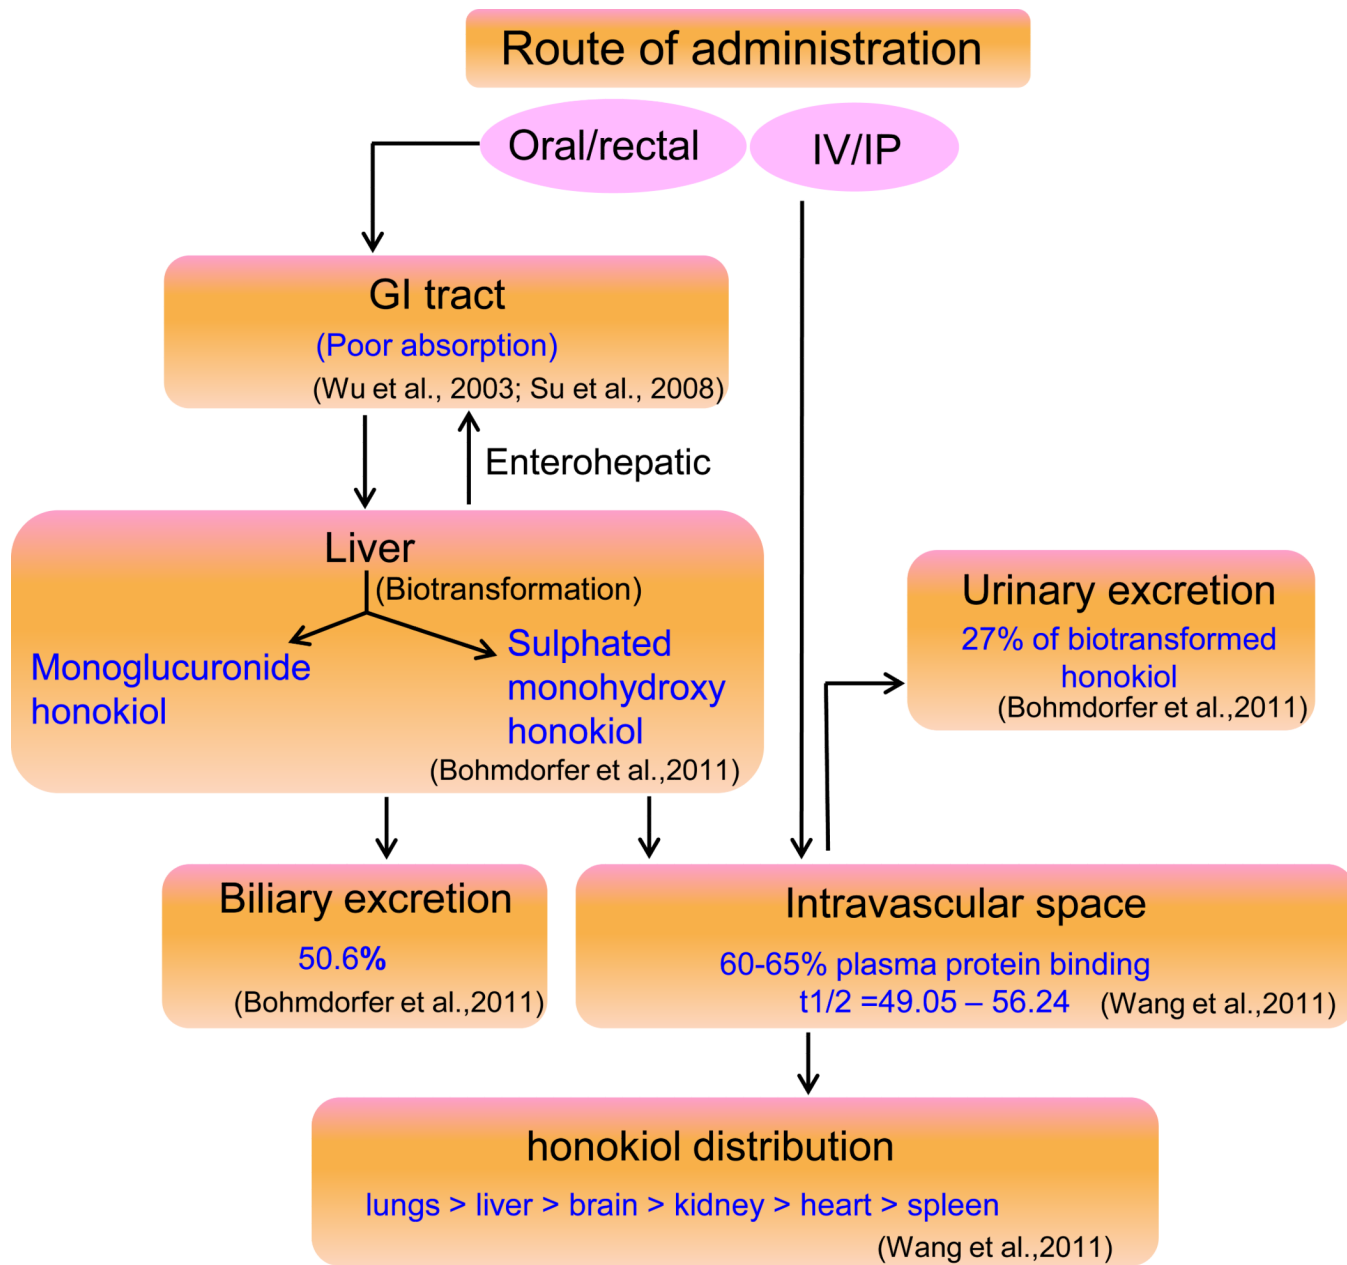 Route of administration
Oral/rectal
IV/IP
GI tract
(Poor absorption)
(Wu et al., 2003; Su et al., 2008)
Enterohepatic
Liver
(Biotransformation)
Monoglucuronide
honokiol
Sulphated
monohydroxy
honokiol
(Bohmdorfer et al.,2011)
Urinary excretion
27% of biotransformed
honokiol
(Bohmdorfer et al.,2011)
Biliary excretion
50.6%
(Bohmdorfer et al.,2011)
Intravascular space
60-65% plasma protein binding
t1/2 =49.05 – 56.24 (Wang et al.,2011)
honokiol distribution
lungs > liver > brain > kidney > heart > spleen
(Wang et al.,2011)